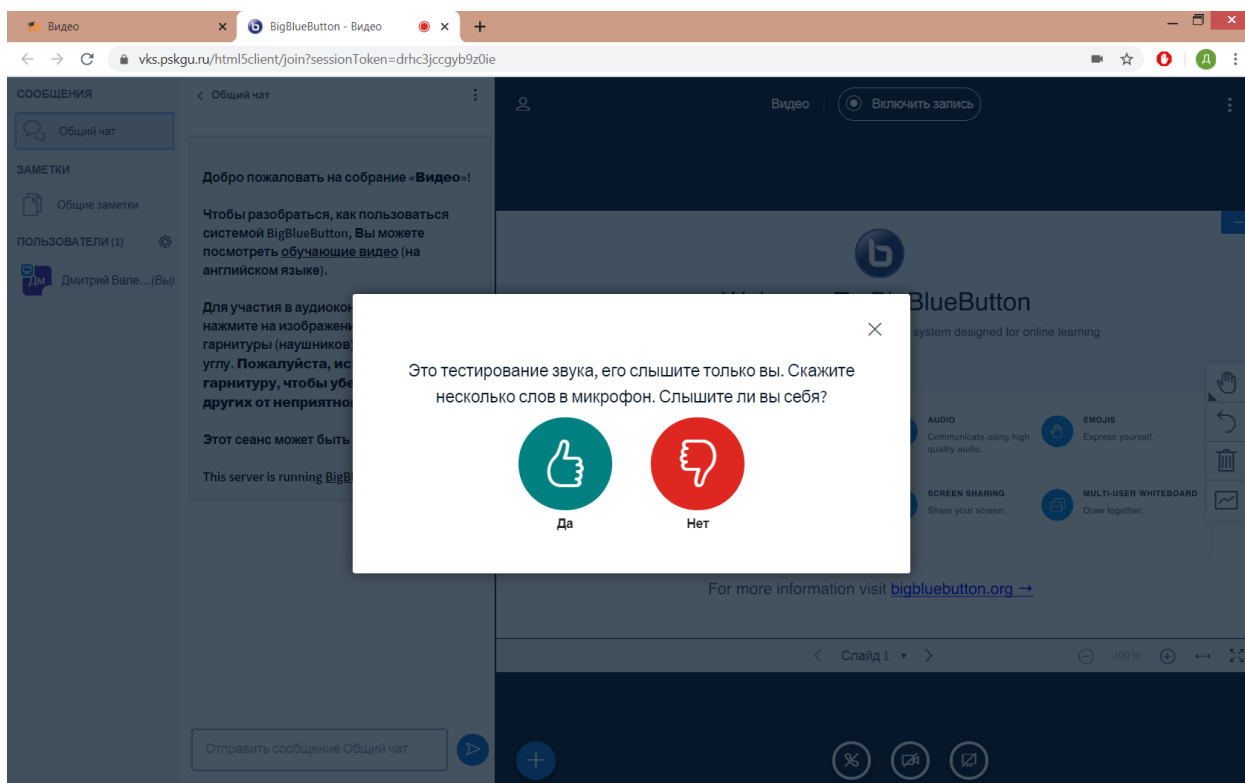 Видео
BigBlueButton - Видео
vks.pskgu.ru/html5client/join?sessionToken=drhc3jccgyb9z0ie
Д
СООБЩЕНИЯ
Общий чат
ЗАМЕТКИ
Общие заметки
ПОЛЬЗОВАТЕЛИ (1)
Дм
Дмитрий Вале...(Вы)
Общий чат
Добро пожаловать на собрание «Видео»!
Чтобы разобраться, как пользоваться
системой BigBlueButton, Вы можете
посмотреть обучающие видео (на
английском языке).
Для участия в
нажмите на
гарнитуры (наушников)
углу. Пожалуйста,
гарнитуру, чтобы
других от
Этот сеанс может быть
This server is running
Отправить сообщение Общий чат
Видео
Включить запись
b
BlueButton
system designed for online learning
AUDIO
Communicate using high
quality audio.
EMOJIS
Express yourself.
SCREEN SHARING
Share your screen.
MULTI-USER WHITEBOARD
Draw together.
For more information visit bigbluebutton.org →
Слайд 1
100 %
Это тестирование звука, его слышите только вы. Скажите
несколько слов в микрофон. Слышите ли вы себя?
Да
Нет